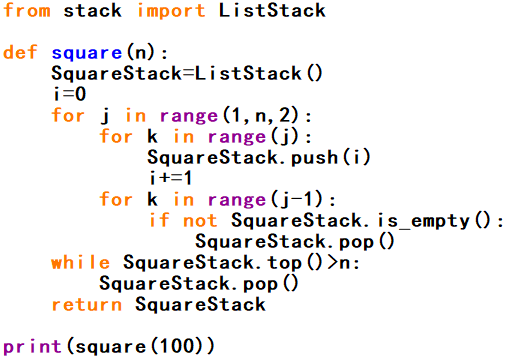 from stack import ListStack
def square(n):
    SquareStack=ListStack()
    i=0
    for j in range(1,n,2):
        for k in range(j):
            SquareStack.push(i)
            i+=1
        for k in range(j-1):
            if not SquareStack.is_empty():
                SquareStack.pop()
    while SquareStack.top()>n:
        SquareStack.pop()
    return SquareStack
print(square(100))